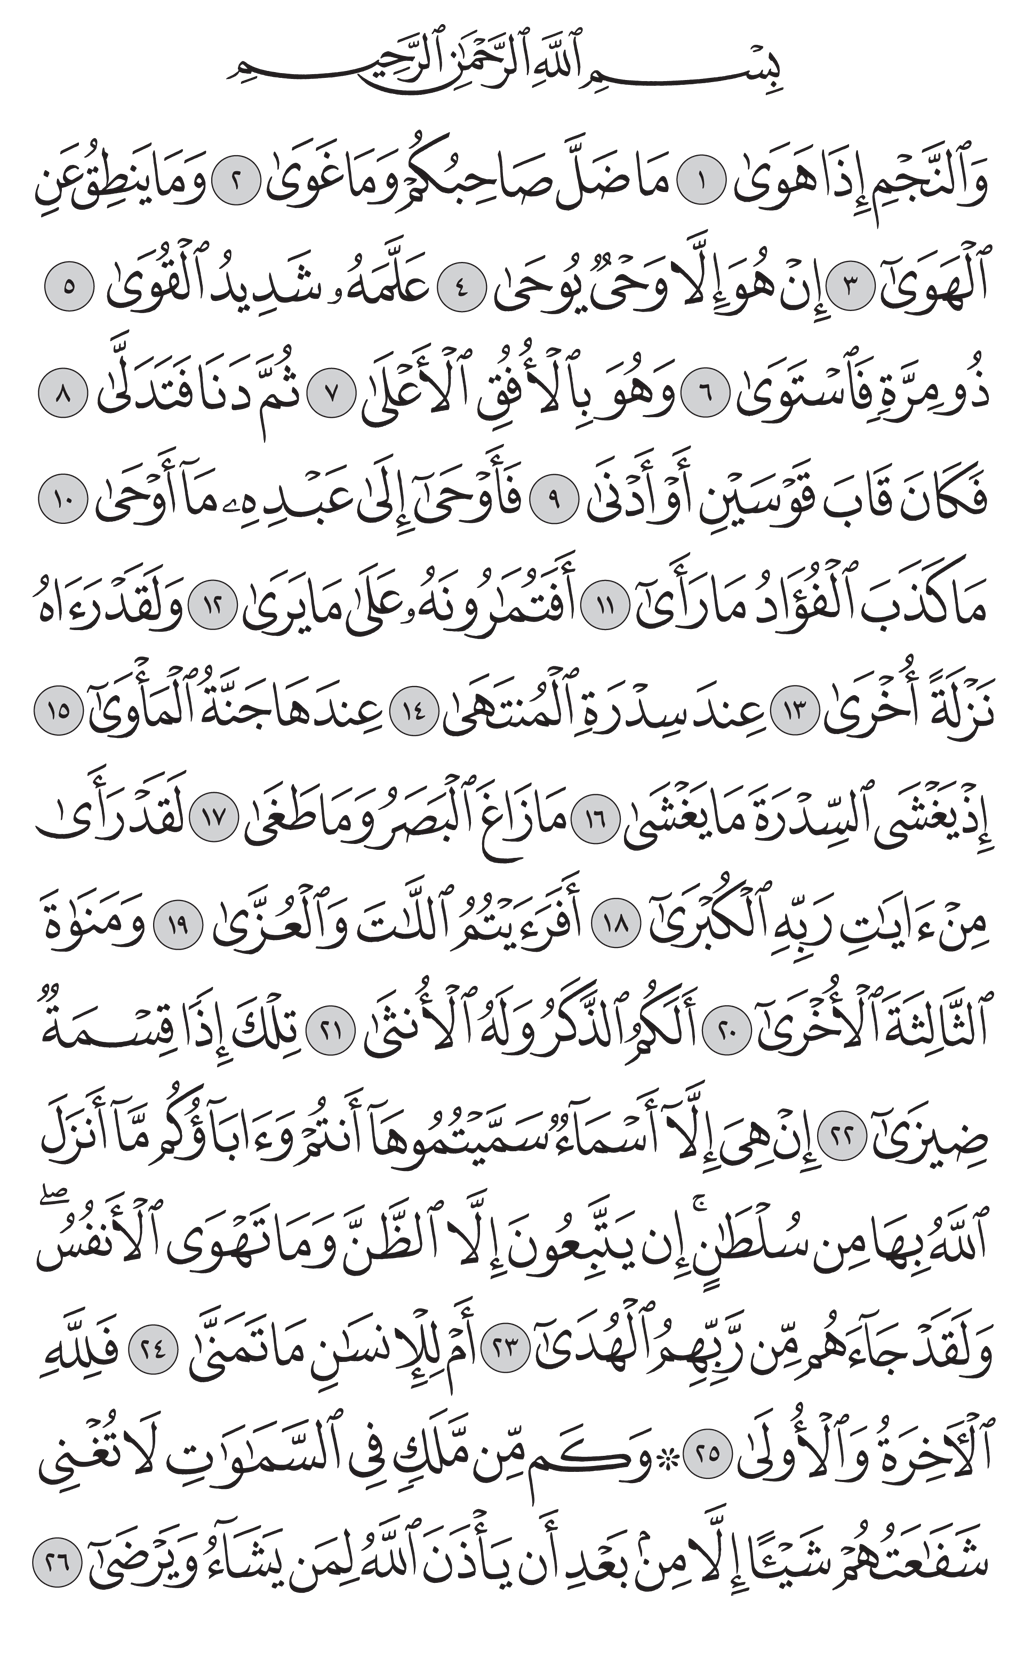 بِسْمِ ٱللَّهِ ٱلرَّحْمَٰنِ ٱلرَّحِيمِ
وَٱلنَّجْمِ إِذَا هَوَىٰ ١ مَا ضَلَّ صَاحِبُكُمْ وَمَا غَوَىٰ ٢ وَمَا يَنطِقُ عَنِ
ٱلْهَوَىٰٓ ٣ إِنْ هُوَ إِلَّا وَحْىٌ يُوحَىٰ ٤ عَلَّمَهُۥ شَدِيدُ ٱلْقُوَىٰ ٥
ذُو مِرَّةٍ فَٱسْتَوَىٰ ٦ وَهُوَ بِٱلْأُفُقِ ٱلْأَعْلَىٰ ٧ ثُمَّ دَنَا فَتَدَلَّىٰ ٨
فَكَانَ قَابَ قَوْسَيْنِ أَوْ أَدْنَىٰ ٩ فَأَوْحَىٰٓ إِلَىٰ عَبْدِهِۦ مَآ أَوْحَىٰ ١٠
مَا كَذَبَ ٱلْفُؤَادُ مَا رَأَىٰٓ ١١ أَفَتُمَٰرُونَهُۥ عَلَىٰ مَا يَرَىٰ ١٢ وَلَقَدْ رَءَاهُ
نَزْلَةً أُخْرَىٰ ١٣ عِندَ سِدْرَةِ ٱلْمُنتَهَىٰ ١٤ عِندَهَا جَنَّةُ ٱلْمَأْوَىٰٓ ١٥
إِذْ يَغْشَى ٱلسِّدْرَةَ مَا يَغْشَىٰ ١٦ مَا زَاغَ ٱلْبَصَرُ وَمَا طَغَىٰ ١٧ لَقَدْ رَأَىٰ
مِنْ ءَايَٰتِ رَبِّهِ ٱلْكُبْرَىٰٓ ١٨ أَفَرَءَيْتُمُ ٱللَّٰتَ وَٱلْعُزَّىٰ ١٩ وَمَنَوٰةَ
ٱلثَّالِثَةَ ٱلْأُخْرَىٰٓ ٢٠ أَلَكُمُ ٱلذَّكَرُ وَلَهُ ٱلْأُنثَىٰ ٢١ تِلْكَ إِذًا قِسْمَةٌ
ضِيزَىٰٓ ٢٢ إِنْ هِىَ إِلَّآ أَسْمَآءٌ سَمَّيْتُمُوهَآ أَنتُمْ وَءَابَآؤُكُم مَّآ أَنزَلَ
ٱللَّهُ بِهَا مِن سُلْطَٰنٍ ۚ إِن يَتَّبِعُونَ إِلَّا ٱلظَّنَّ وَمَا تَهْوَى ٱلْأَنفُسُ ۖ
وَلَقَدْ جَآءَهُم مِّن رَّبِّهِمُ ٱلْهُدَىٰٓ ٢٣ أَمْ لِلْإِنسَٰنِ مَا تَمَنَّىٰ ٢٤ فَلِلَّهِ
ٱلْءَاخِرَةُ وَٱلْأُولَىٰ ٢٥ ۞ وَكَم مِّن مَّلَكٍ فِى ٱلسَّمَٰوَٰتِ لَا تُغْنِى
شَفَٰعَتُهُمْ شَيْـًٔا إِلَّا مِنۢ بَعْدِ أَن يَأْذَنَ ٱللَّهُ لِمَن يَشَآءُ وَيَرْضَىٰٓ ٢٦